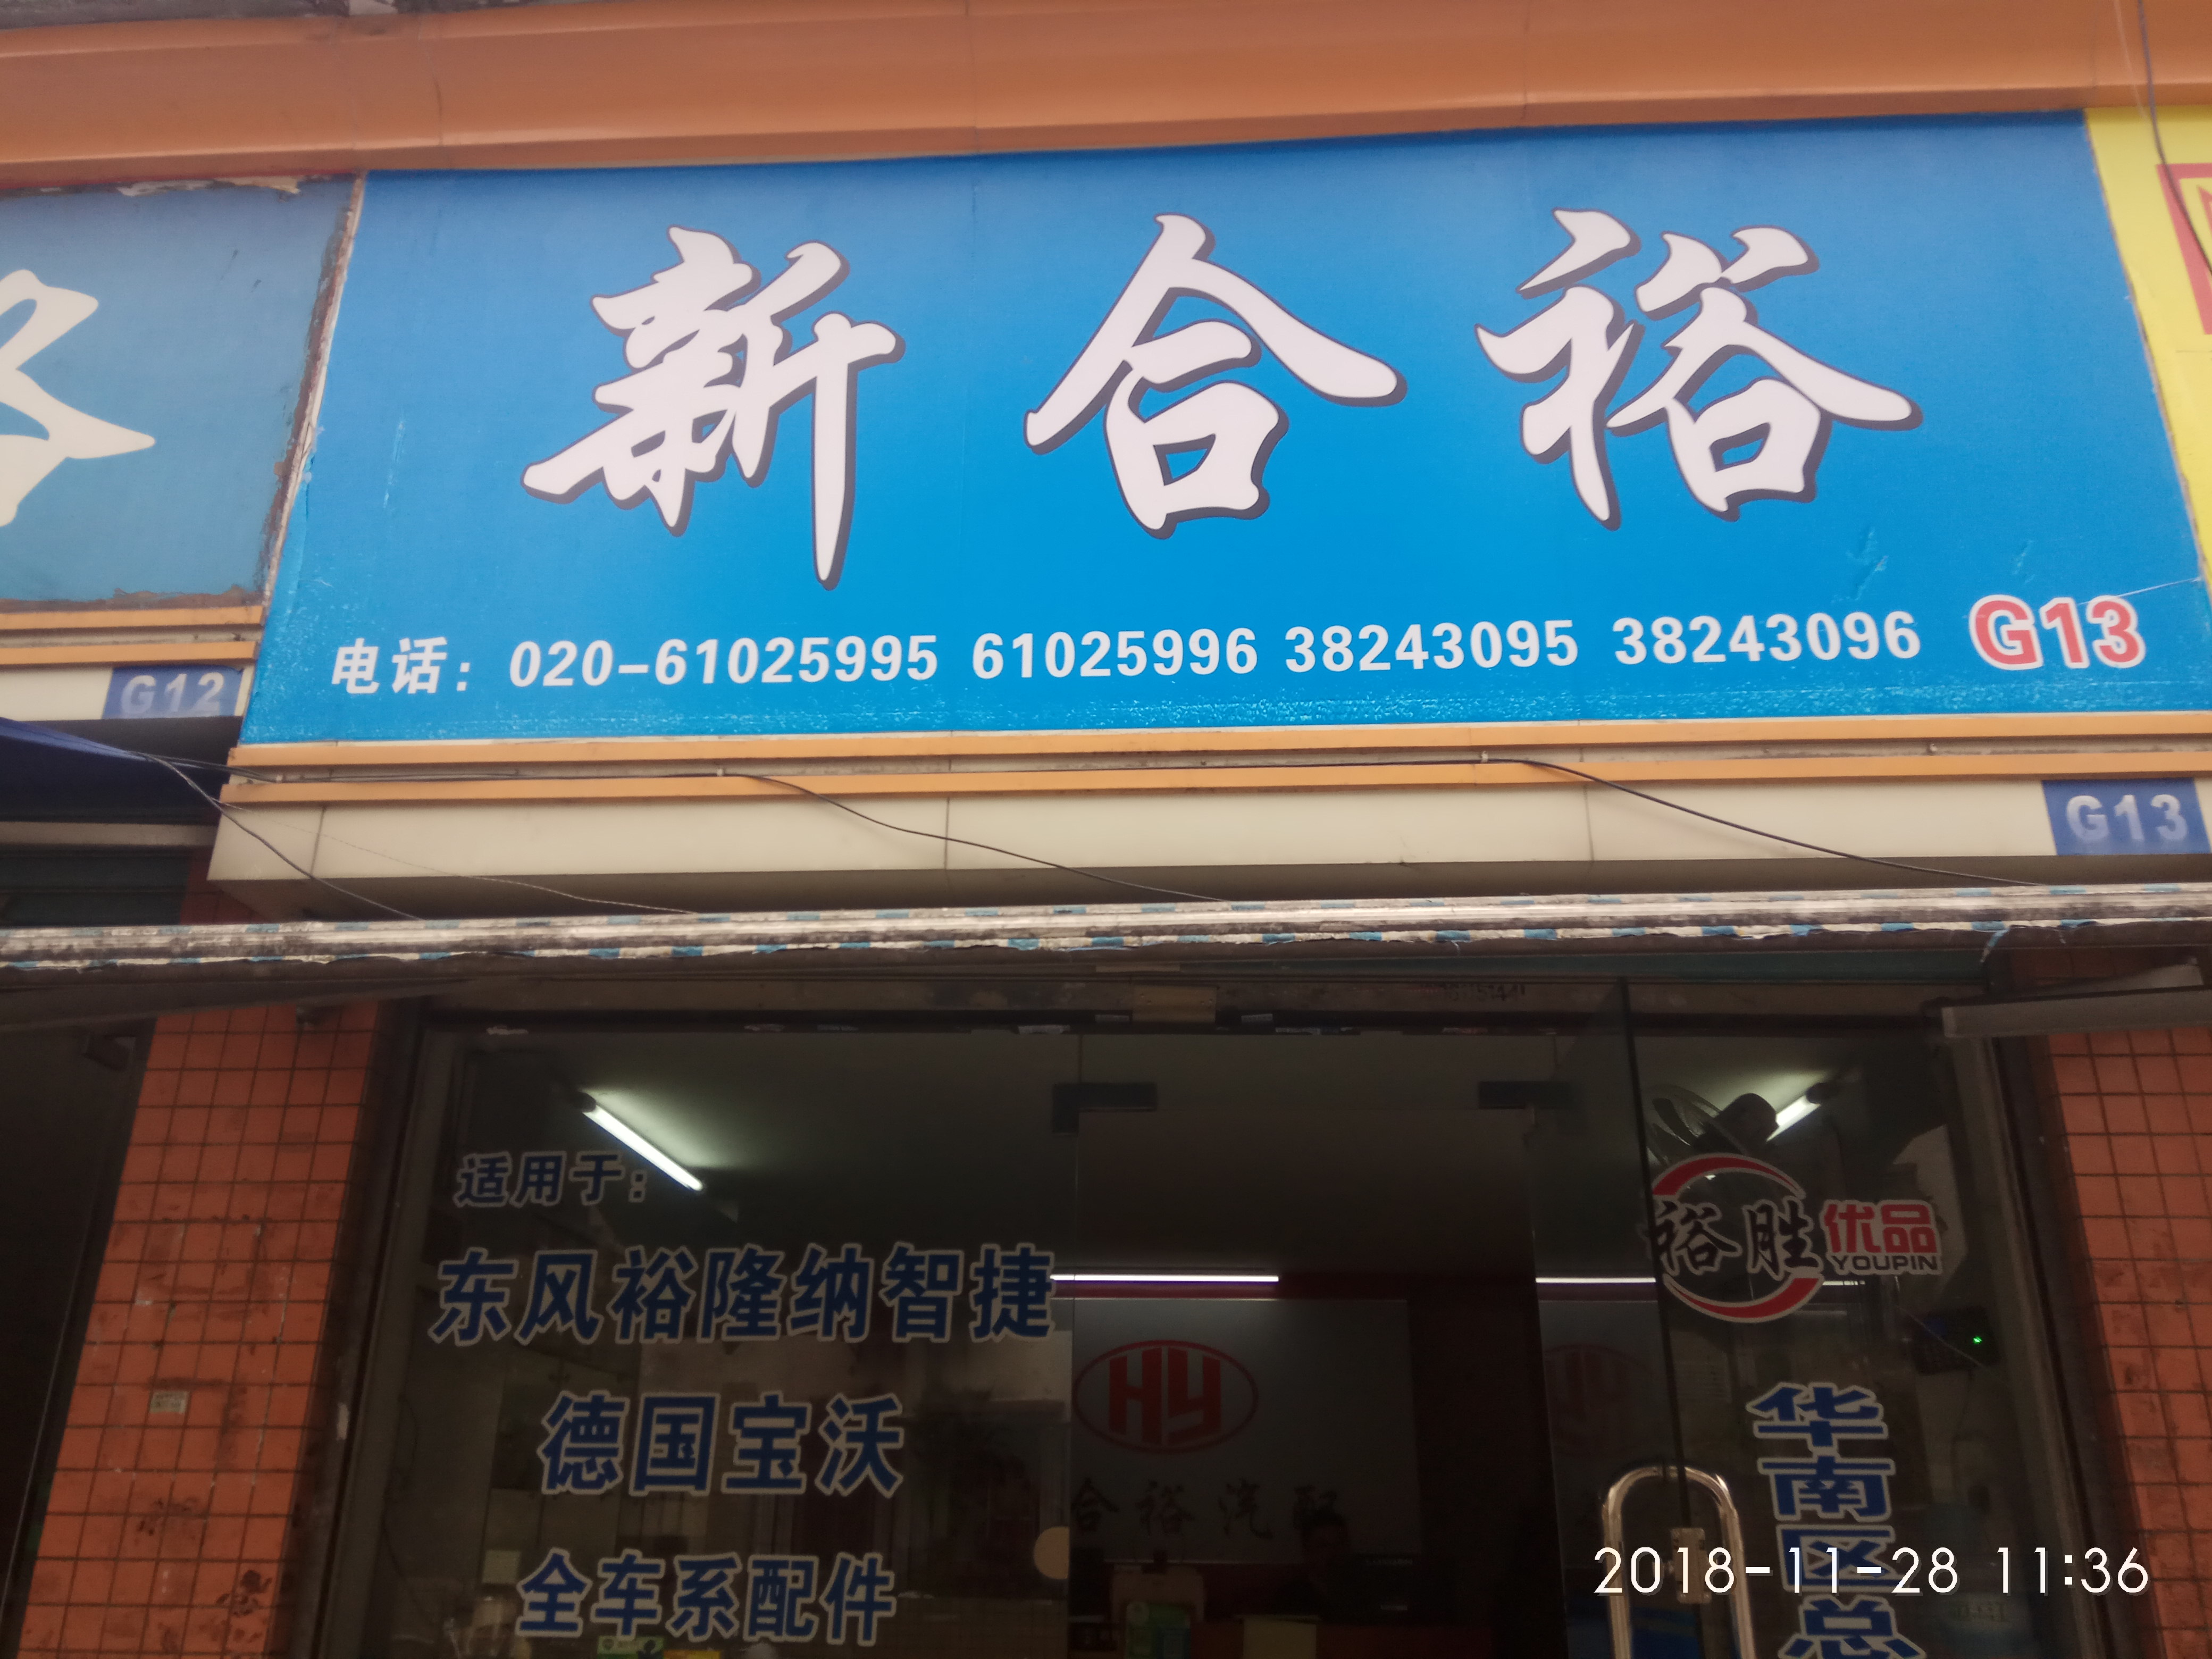 新合裕
电话：020-61025995 61025996 38243095 38243096 G13
G12
G13
适用于：
东风裕隆纳智捷
德国宝沃
全车系配件
裕胜优品
YOUPIN
HY
合裕汽配
华南区总
2018-11-28 11:36